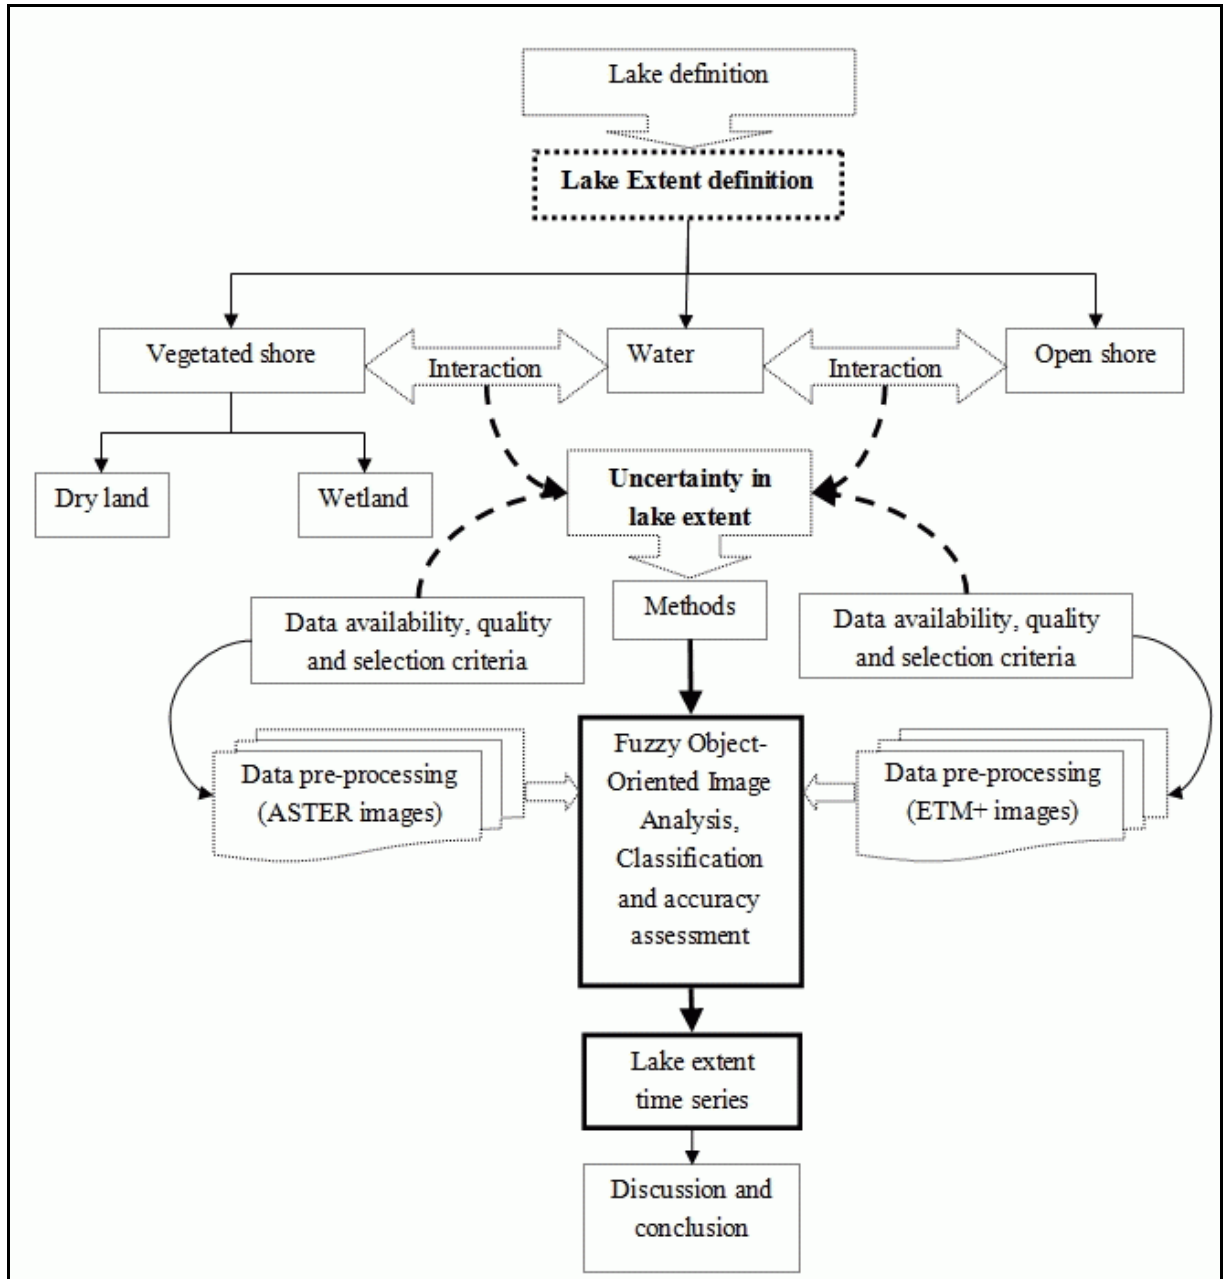 Lake definition
Lake Extent definition
Vegetated shore
Interaction
Water
Interaction
Open shore
Dry land
Wetland
Uncertainty in
lake extent
Methods
Data availability, quality
and selection criteria
Data availability, quality
and selection criteria
Data pre-processing
(ASTER images)
Fuzzy Object-
Oriented Image
Analysis,
Classification
and accuracy
assessment
Data pre-processing
(ETM+ images)
Lake extent
time series
Discussion and
conclusion